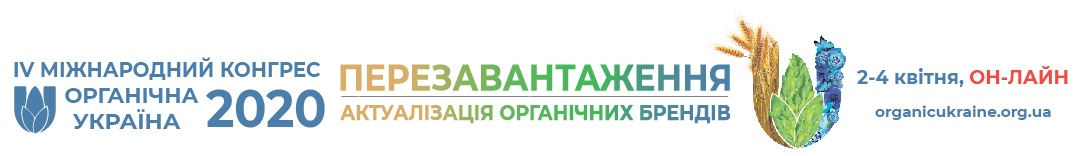 IV МІЖНАРОДНИЙ КОНГРЕС
ОРГАНІЧНА
УКРАЇНА
2020
ПЕРЕЗАВАНТАЖЕННЯ
АКТУАЛІЗАЦІЯ ОРГАНІЧНИХ БРЕНДІВ
2-4 квітня, ОН-ЛАЙН
organicukraine.org.ua